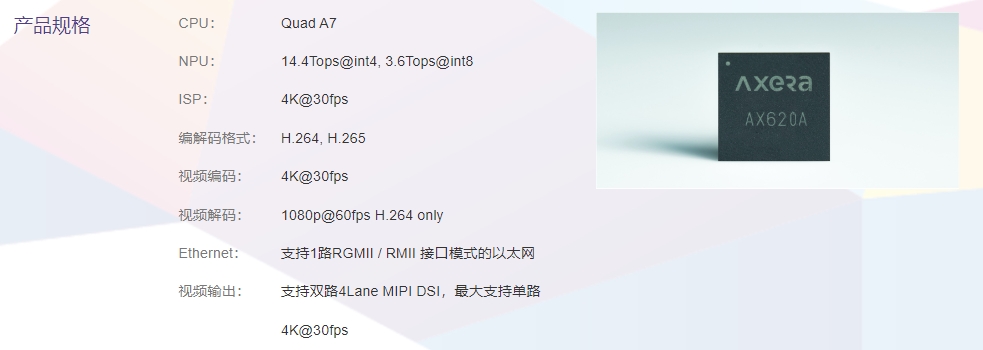 产品规格
CPU： Quad A7
NPU： 14.4Tops@int4, 3.6Tops@int8
ISP： 4K@30fps
编解码格式： H.264, H.265
视频编码： 4K@30fps
视频解码： 1080p@60fps H.264 only
Ethernet： 支持1路RGMII / RMII 接口模式的以太网
视频输出： 支持双路4Lane MIPI DSI，最大支持单路
4K@30fps
AXERA
AX620A